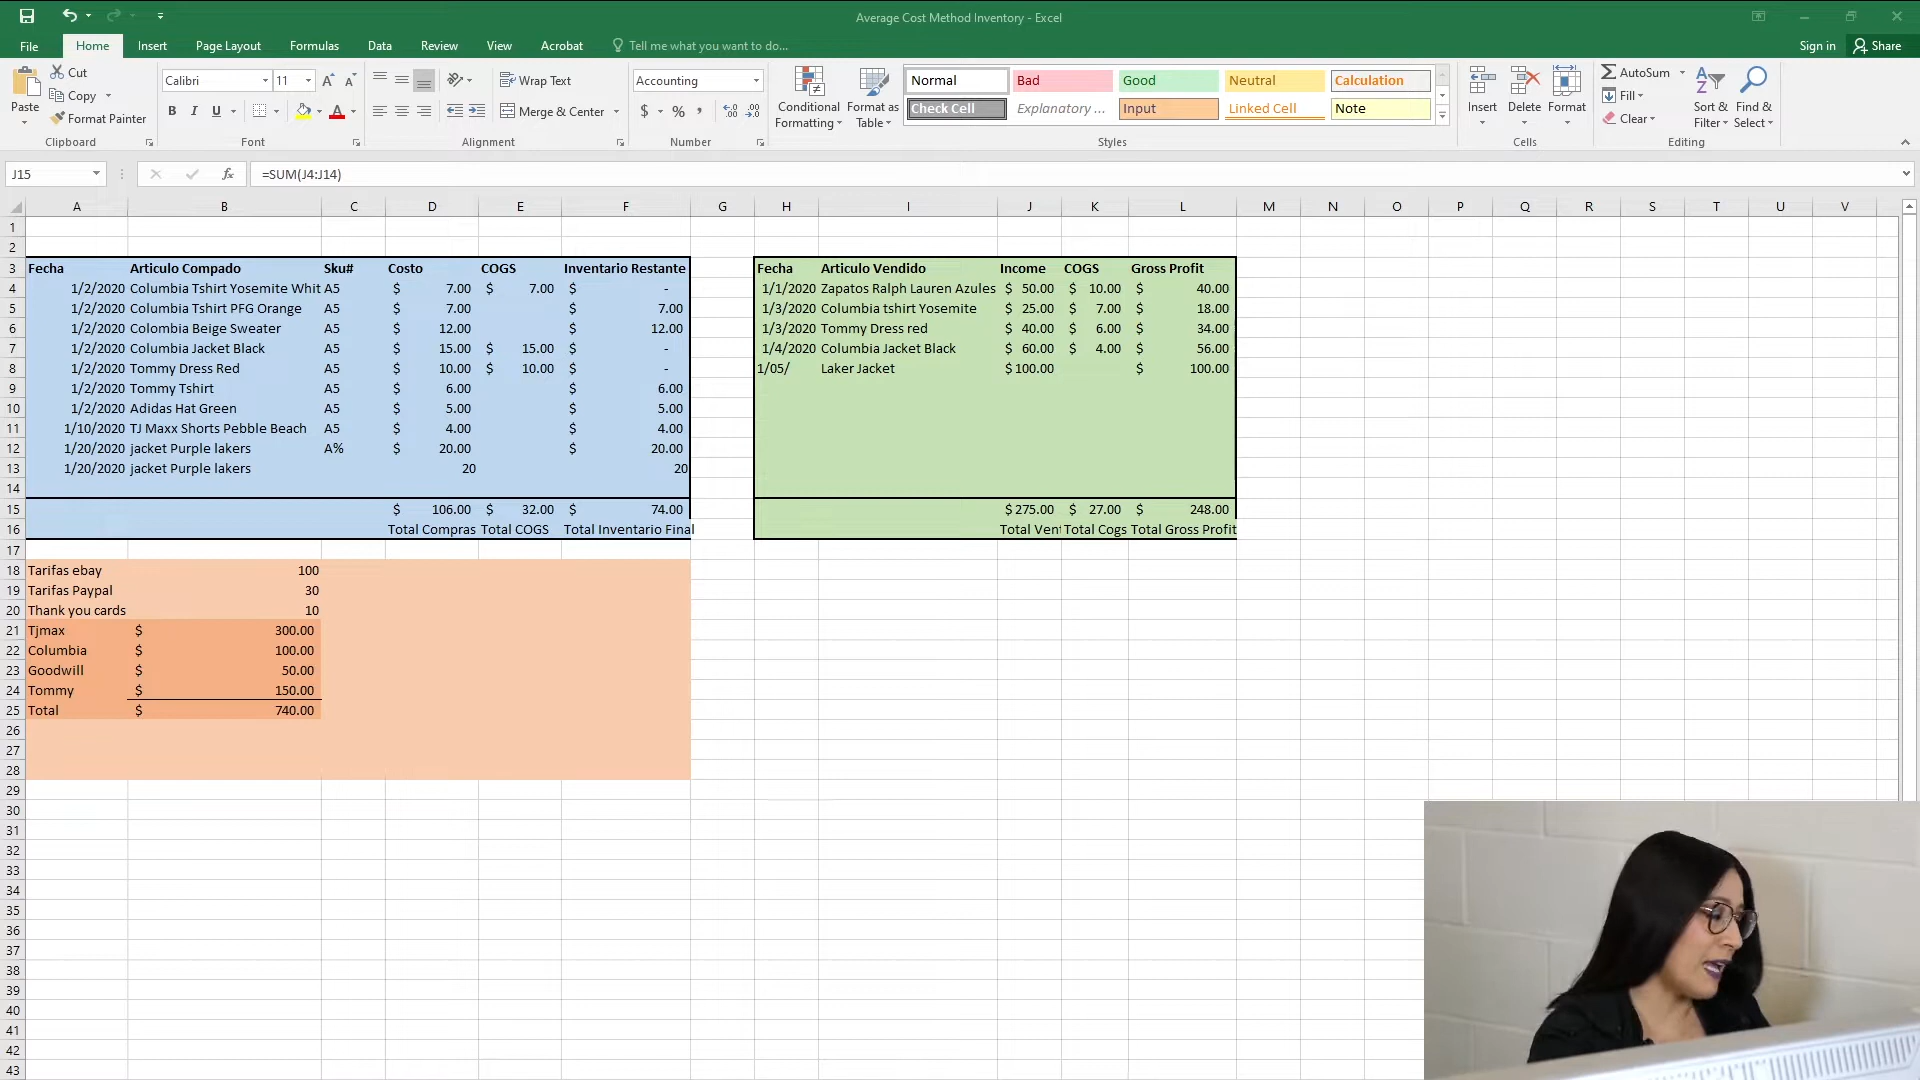 Average Cost Method Inventory - Excel
File Home Insert Page Layout Formulas Data Review View Acrobat Tell me what you want to do... Sign in Share
Paste Cut Copy Format Painter Clipboard
Calibri 11 A A B I U A Font
Wrap Text Merge & Center Alignment
Accounting $ % , Number
Conditional Formatting Format as Table
Normal Bad Good Neutral Calculation
Check Cell Explanatory ... Input Linked Cell Note
Styles
Insert Delete Format Cells
AutoSum Fill Clear Sort & Filter Find & Select Editing
J15 fx =SUM(J4:J14)
A B C D E F G H I J K L M N O P Q R S T U V
1
2
3 Fecha Articulo Compado Sku# Costo COGS Inventario Restante Fecha Articulo Vendido Income COGS Gross Profit
4 1/2/2020 Columbia Tshirt Yosemite Whit A5 $ 7.00 $ 7.00 $ - 1/1/2020 Zapatos Ralph Lauren Azules $ 50.00 $ 10.00 $ 40.00
5 1/2/2020 Columbia Tshirt PFG Orange A5 $ 7.00 $ 7.00 1/3/2020 Columbia tshirt Yosemite $ 25.00 $ 7.00 $ 18.00
6 1/2/2020 Colombia Beige Sweater A5 $ 12.00 $ 12.00 1/3/2020 Tommy Dress red $ 40.00 $ 6.00 $ 34.00
7 1/2/2020 Columbia Jacket Black A5 $ 15.00 $ 15.00 $ - 1/4/2020 Columbia Jacket Black $ 60.00 $ 4.00 $ 56.00
8 1/2/2020 Tommy Dress Red A5 $ 10.00 $ 10.00 $ - 1/05/ Laker Jacket $ 100.00 $ 100.00
9 1/2/2020 Tommy Tshirt A5 $ 6.00 $ 6.00
10 1/2/2020 Adidas Hat Green A5 $ 5.00 $ 5.00
11 1/10/2020 TJ Maxx Shorts Pebble Beach A5 $ 4.00 $ 4.00
12 1/20/2020 jacket Purple lakers A% $ 20.00 $ 20.00
13 1/20/2020 jacket Purple lakers 20 20
14
15 $ 106.00 $ 32.00 $ 74.00 $ 275.00 $ 27.00 $ 248.00
16 Total Compras Total COGS Total Inventario Final Total Ven Total Cogs Total Gross Profit
17
18 Tarifas ebay 100
19 Tarifas Paypal 30
20 Thank you cards 10
21 Tjmax $ 300.00
22 Columbia $ 100.00
23 Goodwill $ 50.00
24 Tommy $ 150.00
25 Total $ 740.00
26
27
28
29
30
31
32
33
34
35
36
37
38
39
40
41
42
43